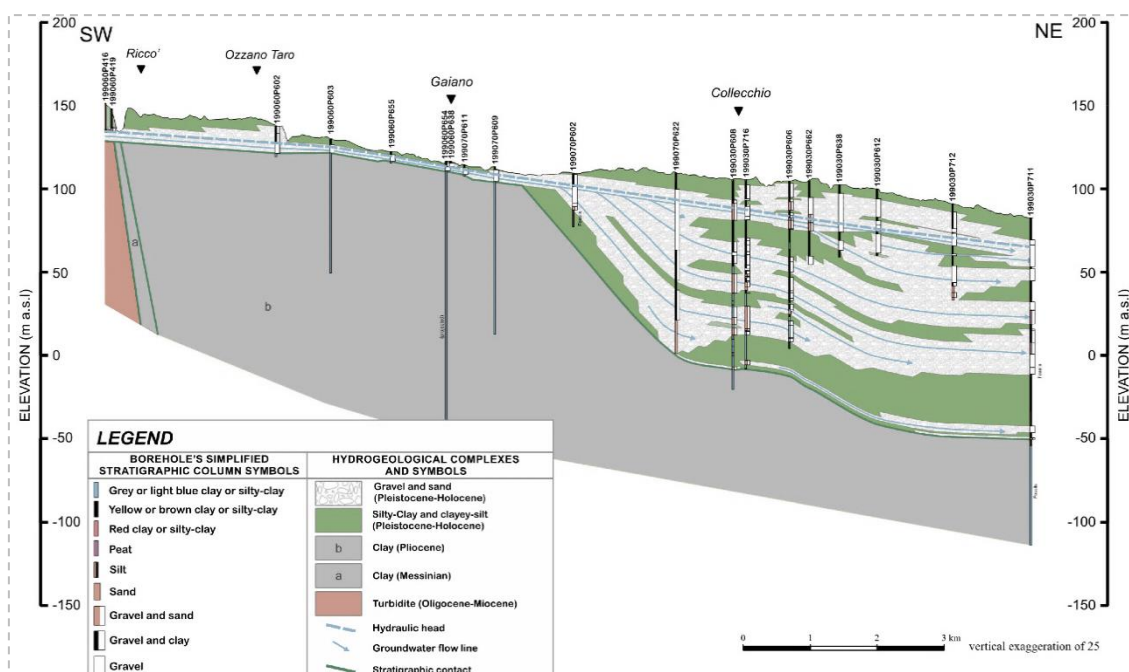 SW
NE
Ricco'
Ozzano Taro
Gaiano
Collecchio
199060P416
199060P419
199060P602
199060P603
199060P655
199060P654
199060P638
199070P611
199070P609
199070P602
199070P622
199030P608
199030P716
199030P606
199030P662
199030P638
199030P612
199030P712
199030P711
ELEVATION (m a.s.l)
200
150
100
50
0
-50
-100
-150
a
b
LEGEND
BOREHOLE'S SIMPLIFIED
STRATIGRAPHIC COLUMN SYMBOLS
Grey or light blue clay or silty-clay
Yellow or brown clay or silty-clay
Red clay or silty-clay
Peat
Silt
Sand
Gravel and sand
Gravel and clay
Gravel
HYDROGEOLOGICAL COMPLEXES
AND SYMBOLS
Gravel and sand
(Pleistocene-Holocene)
Silty-Clay and clayey-silt
(Pleistocene-Holocene)
b Clay (Pliocene)
a Clay (Messinian)
Turbidite (Oligocene-Miocene)
Hydraulic head
Groundwater flow line
Stratigraphic contact
200
150
100
50
0
-50
-100
-150
ELEVATION (m a.s.l)
0 1 2 3 km
vertical exaggeration of 25